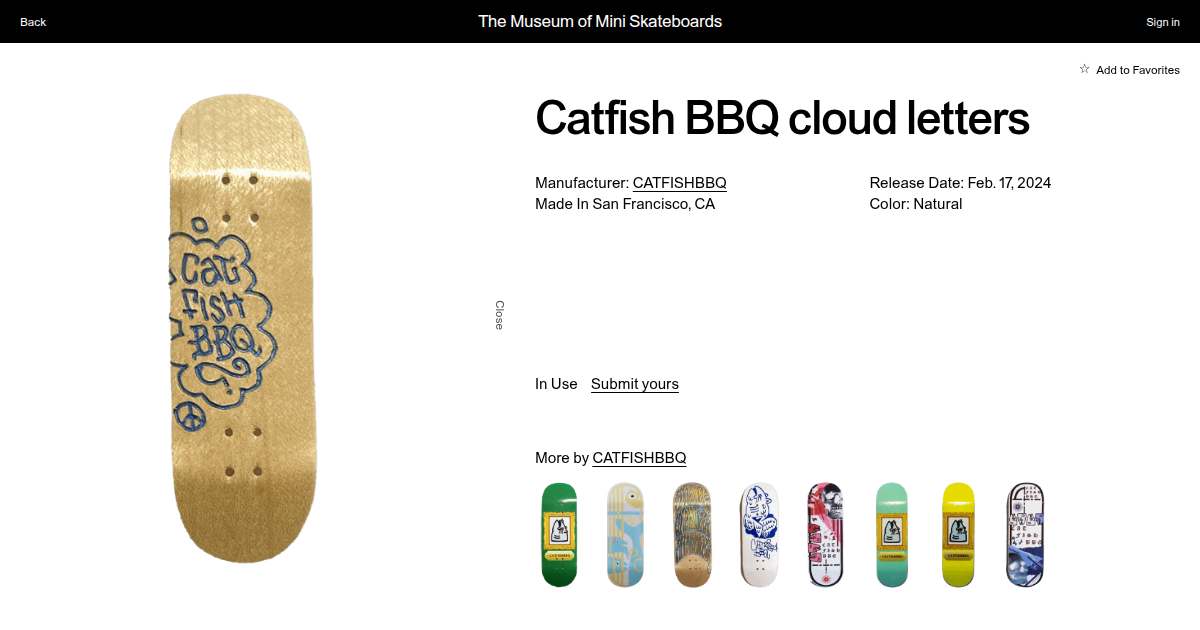 Back
The Museum of Mini Skateboards
Sign in
☆ Add to Favorites
Catfish BBQ cloud letters
Manufacturer: CATFISHBBQ
Made In San Francisco, CA
Release Date: Feb. 17, 2024
Color: Natural
Cat
FISH
BBQ
Close
In Use Submit yours
More by CATFISHBBQ